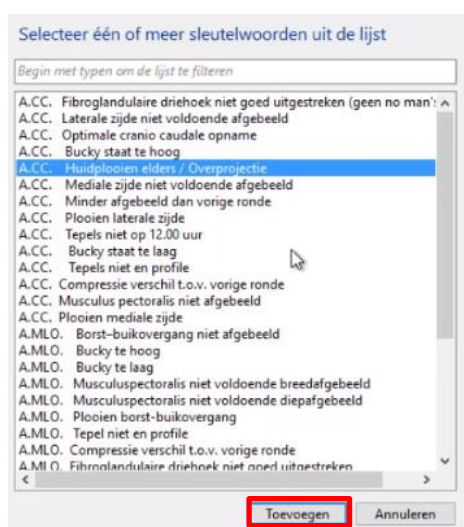 Selecteer één of meer sleutelwoorden uit de lijst
Begin met typen om de lijst te filteren
A.CC. Fibroglandulaire driehoek niet goed uitgestreken (geen no man's
A.CC. Laterale zijde niet voldoende afgebeeld
A.CC. Optimale cranio caudale opname
A.CC. Bucky staat te hoog
A.CC. Huidplooien elders / Overprojectie
A.CC. Mediale zijde niet voldoende afgebeeld
A.CC. Minder afgebeeld dan vorige ronde
A.CC. Plooien laterale zijde
A.CC. Tepels niet op 12.00 uur
A.CC. Bucky staat te laag
A.CC. Tepels niet en profile
A.CC. Compressie verschil t.o.v. vorige ronde
A.CC. Musculus pectoralis niet afgebeeld
A.CC. Plooien mediale zijde
A.MLO. Borst-buikovergang niet afgebeeld
A.MLO. Bucky te hoog
A.MLO. Bucky te laag
A.MLO. Musculuspectoralis niet voldoende breedafgebeeld
A.MLO. Musculuspectoralis niet voldoende diepafgebeeld
A.MLO. Plooien borst-buikovergang
A.MLO. Tepel niet en profile
A.MLO. Compressie verschil t.o.v. vorige ronde
A.MLO. Fibroglandulaire driehoek niet goed uitgestreken
Toevoegen
Annuleren